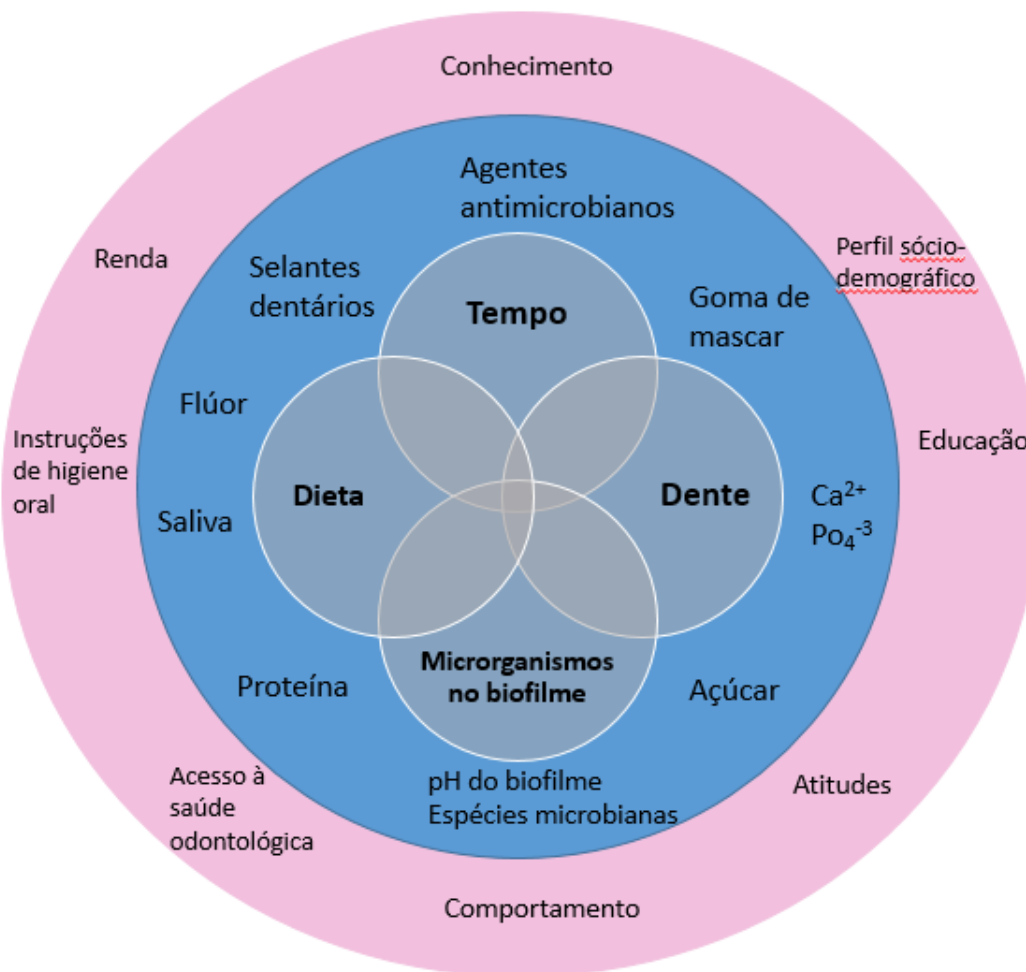 Conhecimento
Agentes
antimicrobianos
Renda
Perfil sócio-
demográfico
Selantes
dentários
Goma de
mascar
Tempo
Flúor
Instruções
de higiene
oral
Educação
Dieta
Dente
Ca²⁺
Po₄⁻³
Saliva
Microrganismos
no biofilme
Proteína
Açúcar
Acesso à
saúde
odontológica
pH do biofilme
Espécies microbianas
Atitudes
Comportamento